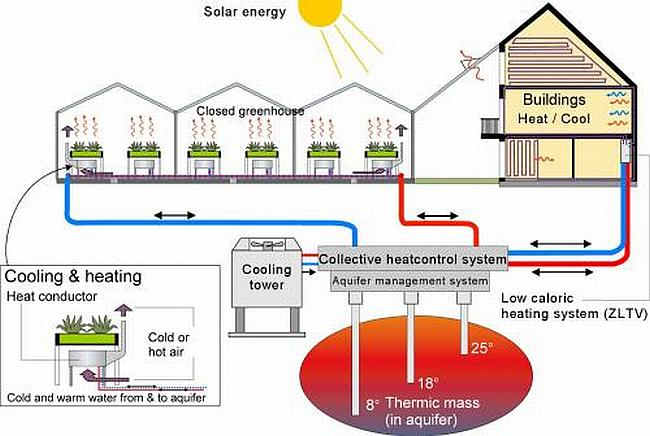 Solar energy
Closed greenhouse
Buildings
Heat / Cool
Collective heatcontrol system
Aquifer management system
Cooling
tower
Low caloric
heating system (ZLTV)
Cooling & heating
Heat conductor
Cold or
hot air
Cold and warm water from & to aquifer
25°
18°
8° Thermic mass
(in aquifer)